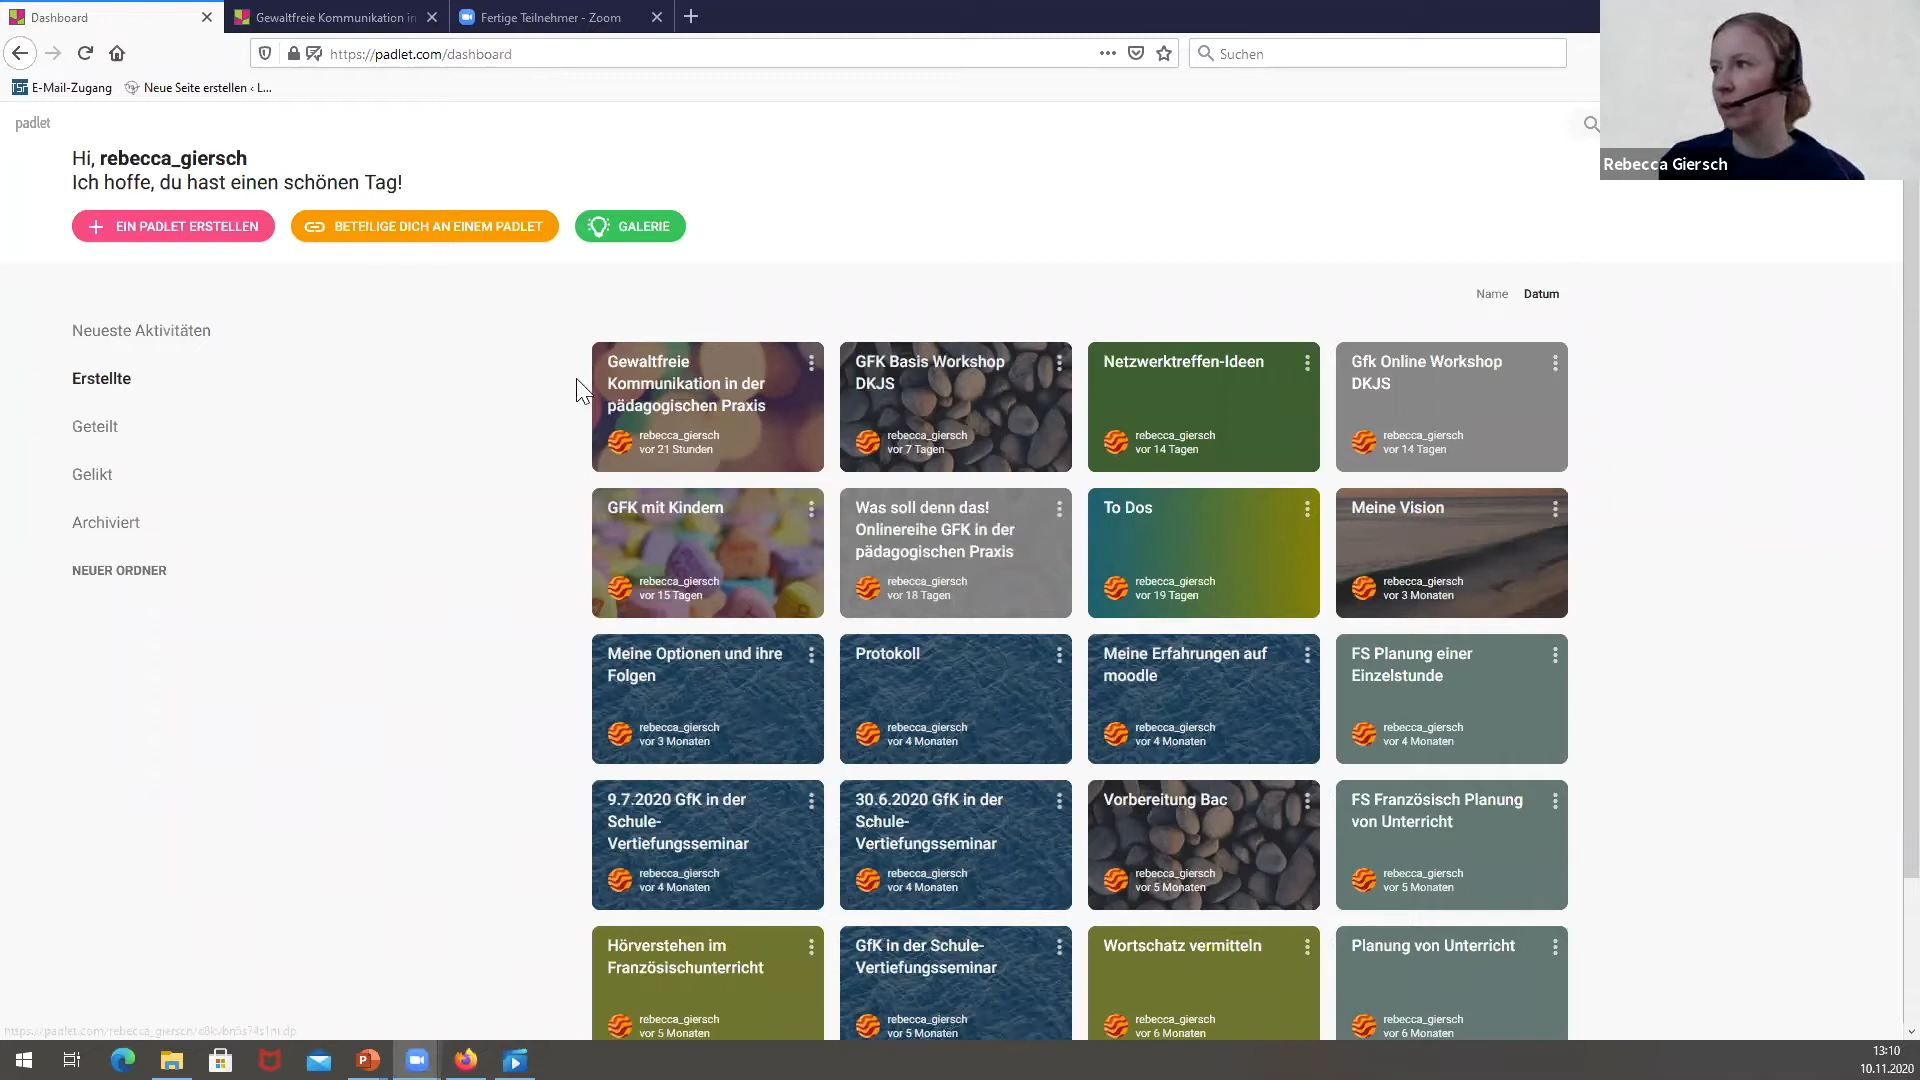 Dashboard
Gewaltfreie Kommunikation in
Fertige Teilnehmer - Zoom
https://padlet.com/dashboard
Suchen
E-Mail-Zugang
Neue Seite erstellen ‹ L...
padlet
Rebecca Giersch
Hi, rebecca_giersch
Ich hoffe, du hast einen schönen Tag!
EIN PADLET ERSTELLEN
BETEILIGE DICH AN EINEM PADLET
GALERIE
Name
Datum
Neueste Aktivitäten
Erstellte
Geteilt
Gelikt
Archiviert
NEUER ORDNER
Gewaltfreie
Kommunikation in der
pädagogischen Praxis
rebecca_giersch
vor 21 Stunden
GFK Basis Workshop
DKJS
rebecca_giersch
vor 7 Tagen
Netzwerktreffen-Ideen
rebecca_giersch
vor 14 Tagen
Gfk Online Workshop
DKJS
rebecca_giersch
vor 14 Tagen
GFK mit Kindern
rebecca_giersch
vor 15 Tagen
Was soll denn das!
Onlinereihe GFK in der
pädagogischen Praxis
rebecca_giersch
vor 18 Tagen
To Dos
rebecca_giersch
vor 19 Tagen
Meine Vision
rebecca_giersch
vor 3 Monaten
Meine Optionen und ihre
Folgen
rebecca_giersch
vor 3 Monaten
Protokoll
rebecca_giersch
vor 4 Monaten
Meine Erfahrungen auf
moodle
rebecca_giersch
vor 4 Monaten
FS Planung einer
Einzelstunde
rebecca_giersch
vor 4 Monaten
9.7.2020 GfK in der
Schule-
Vertiefungsseminar
rebecca_giersch
vor 4 Monaten
30.6.2020 GfK in der
Schule-
Vertiefungsseminar
rebecca_giersch
vor 4 Monaten
Vorbereitung Bac
rebecca_giersch
vor 5 Monaten
FS Französisch Planung
von Unterricht
rebecca_giersch
vor 5 Monaten
Hörverstehen im
Französischunterricht
rebecca_giersch
vor 5 Monaten
GfK in der Schule-
Vertiefungsseminar
rebecca_giersch
vor 5 Monaten
Wortschatz vermitteln
rebecca_giersch
vor 6 Monaten
Planung von Unterricht
rebecca_giersch
vor 6 Monaten
13:10
10.11.2020